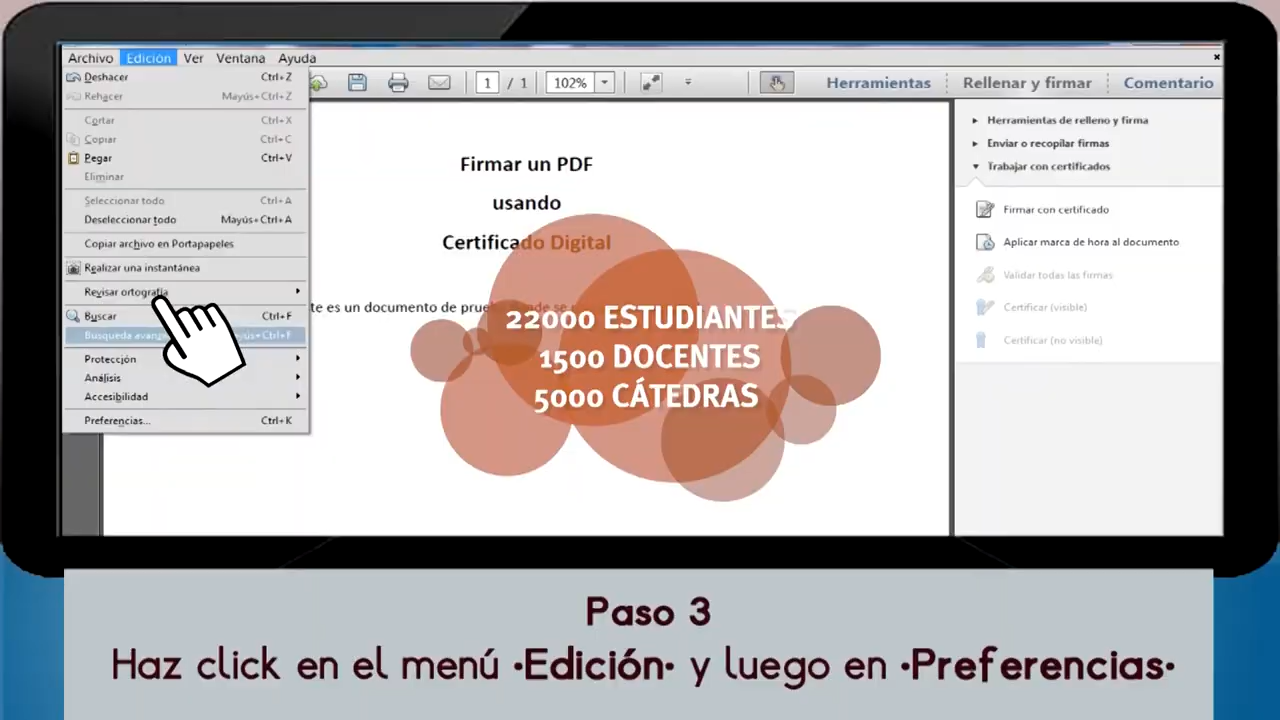 Archivo Edición Ver Ventana Ayuda
Deshacer Ctrl+Z
Rehacer Mayús+Ctrl+Z
Cortar Ctrl+X
Copiar Ctrl+C
Pegar Ctrl+V
Eliminar
Seleccionar todo Ctrl+A
Deseleccionar todo Mayús+Ctrl+A
Copiar archivo en Portapapeles
Realizar una instantánea
Revisar ortografía
Buscar Ctrl+F
Búsqueda
Protección
Análisis
Accesibilidad
Preferencias... Ctrl+K
1 / 1 102%
Herramientas Rellenar y firmar Comentario
Firmar un PDF
usando
Certificado Digital
te es un documento de
22000 ESTUDIANTES
1500 DOCENTES
5000 CÁTEDRAS
Herramientas de relleno y firma
Enviar o recopilar firmas
Trabajar con certificados
Firmar con certificado
Aplicar marca de hora al documento
Validar todas las firmas
Certificar (visible)
Certificar (no visible)
Paso 3
Haz click en el menú •Edición• y luego en •Preferencias•